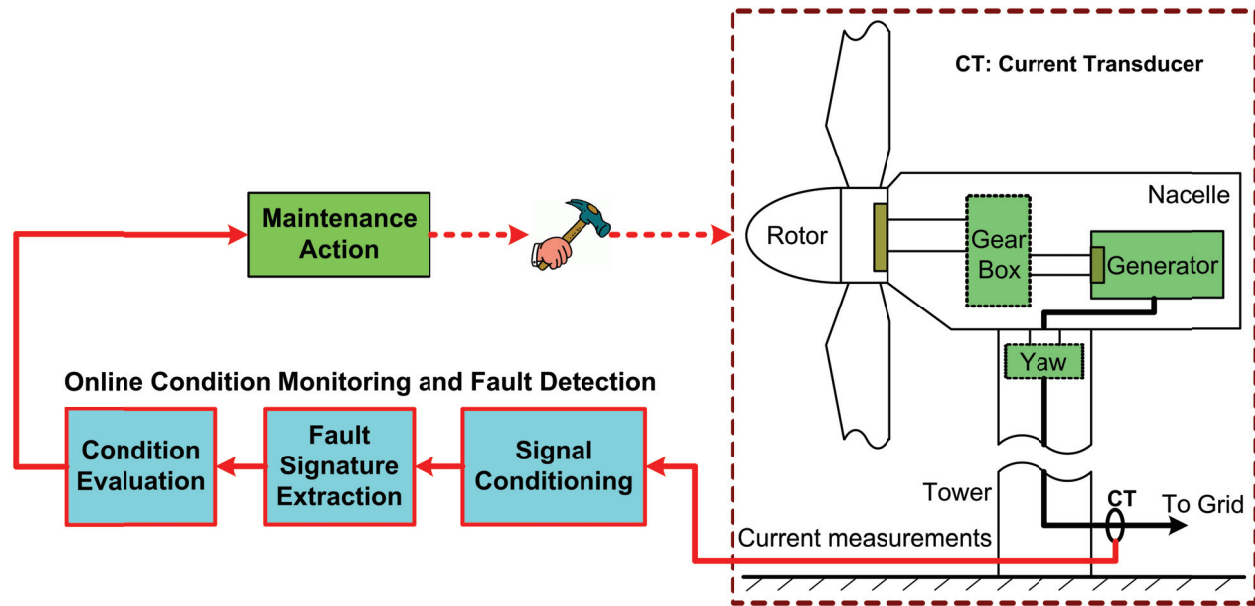 CT: Current Transducer
Nacelle
Maintenance
Action
Rotor
Gear
Box
Generator
Yaw
Online Condition Monitoring and Fault Detection
Condition
Evaluation
Fault
Signature
Extraction
Signal
Conditioning
Tower
CT
To Grid
Current measurements